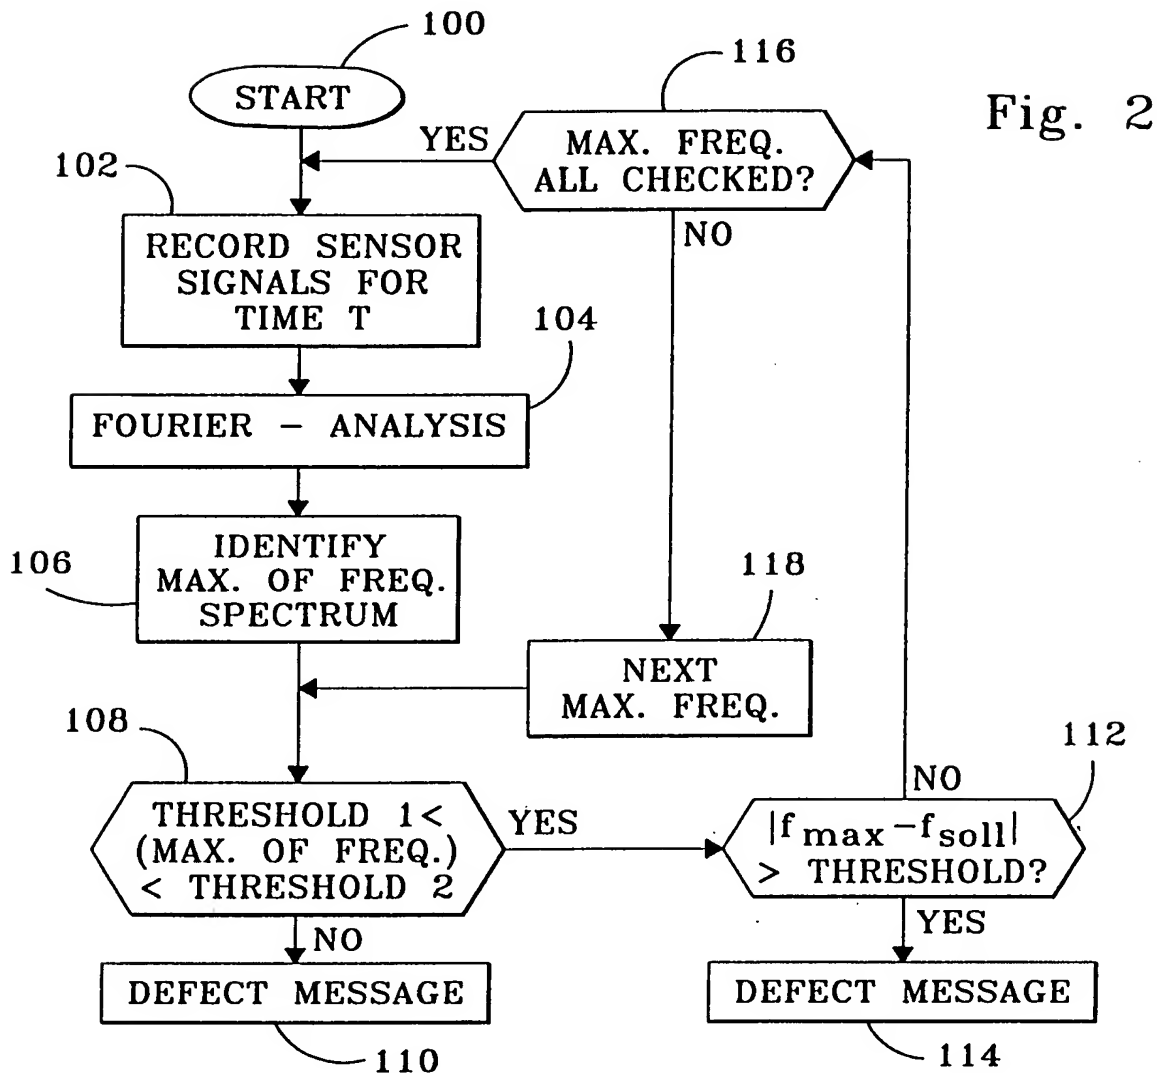 Fig. 2
100
START
116
MAX. FREQ.
ALL CHECKED?
YES
NO
102
RECORD SENSOR
SIGNALS FOR
TIME T
104
FOURIER - ANALYSIS
106
IDENTIFY
MAX. OF FREQ.
SPECTRUM
118
NEXT
MAX. FREQ.
108
THRESHOLD 1<
(MAX. OF FREQ.)
< THRESHOLD 2
YES
NO
112
NO
|f max -f soll|
> THRESHOLD?
YES
DEFECT MESSAGE
110
DEFECT MESSAGE
114